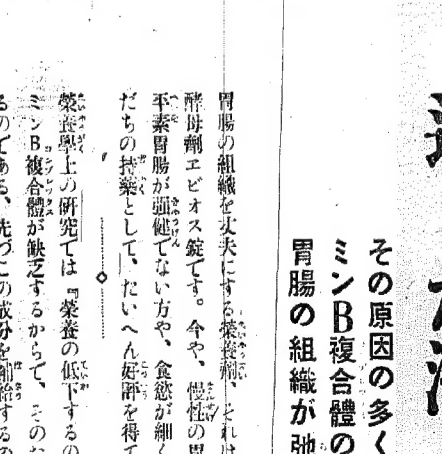 その原因の多く
ミンB複合體の
胃腸の組織が弛
胃腸の組織を丈夫にする榮養劑、それは
酵母劑エビオス錠です。今や、慢性の胃
平素胃腸が强健でない方や、食慾が細く
だちの持藥として、たいへん好評を得て
榮養學上の研究では『榮養の低下するの
ミンB複合體が缺乏するからで、そのな
るのである、先づこの成分を補給するの